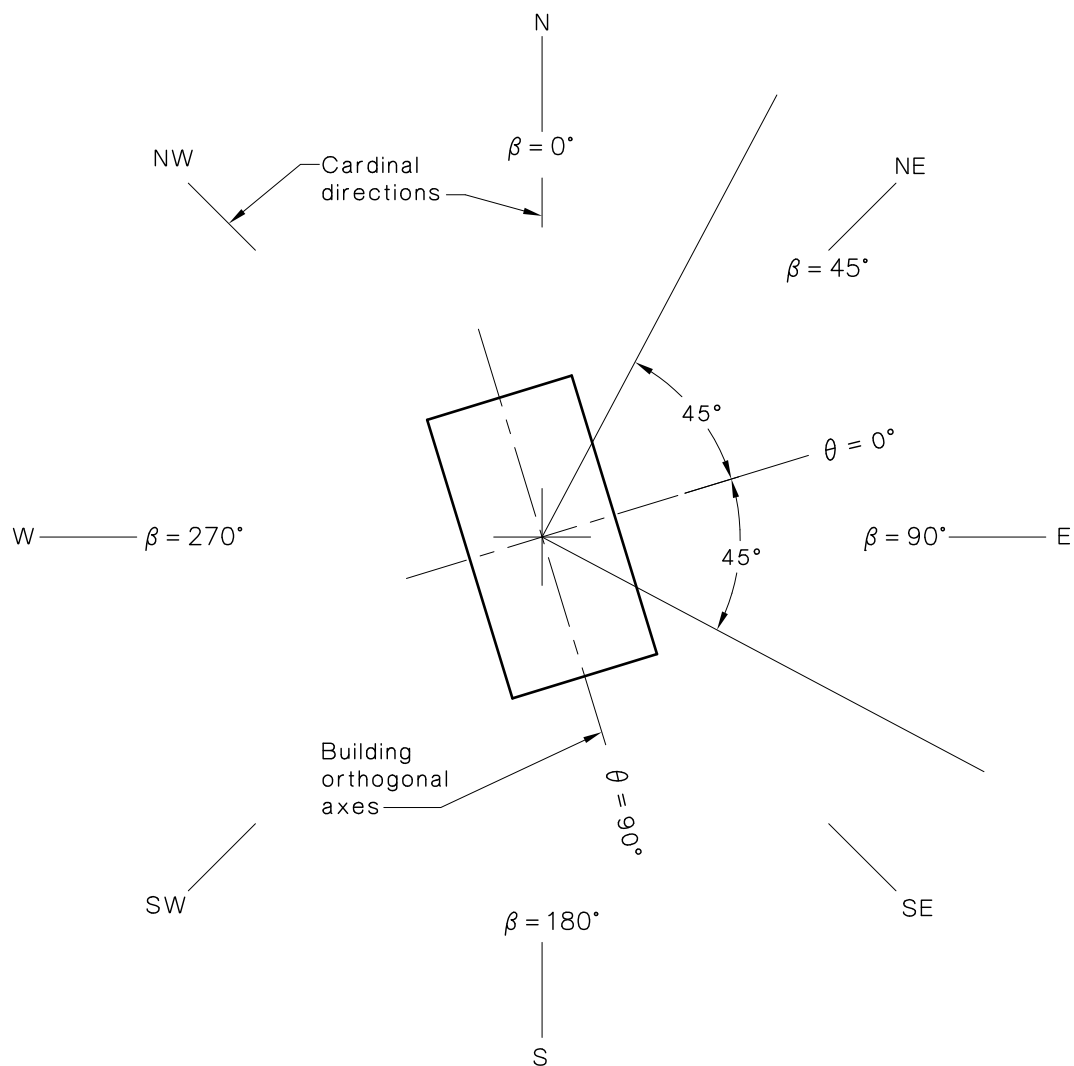 N
β = 0°
NW
Cardinal
directions
NE
β = 45°
45°
θ = 0°
W
β = 270°
β = 90°
E
45°
Building
orthogonal
axes
θ = 90°
SW
SE
β = 180°
S